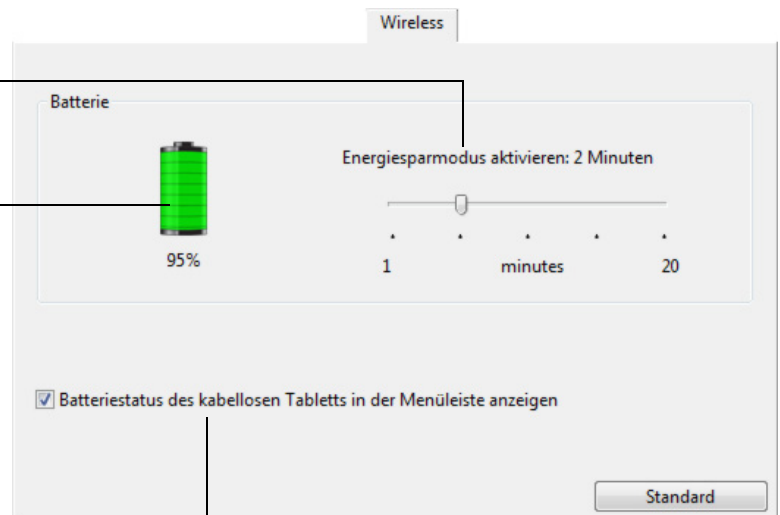 Wireless
Batterie
Energiesparmodus aktivieren: 2 Minuten
95%
1 minutes 20
Batteriestatus des kabellosen Tabletts in der Menüleiste anzeigen
Standard